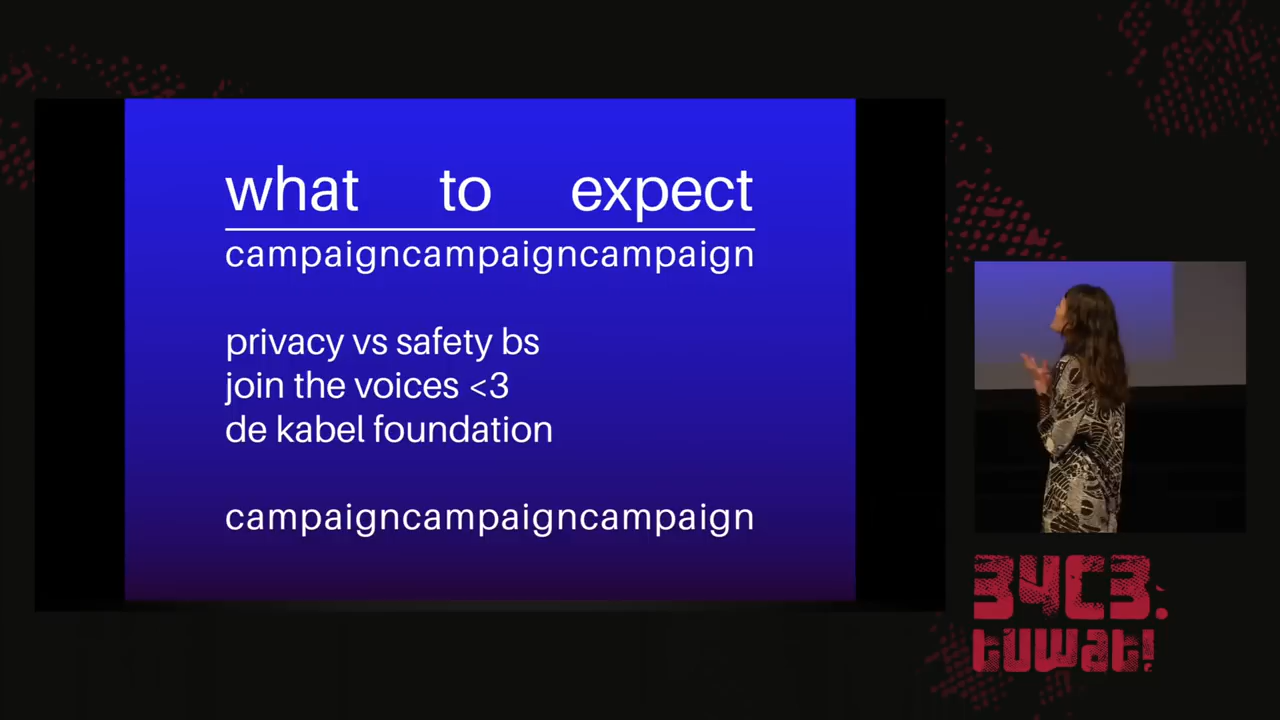 what to expect
campaigncampaigncampaign
privacy vs safety bs
join the voices <3
de kabel foundation
campaigncampaigncampaign
34C3.
tuwat!